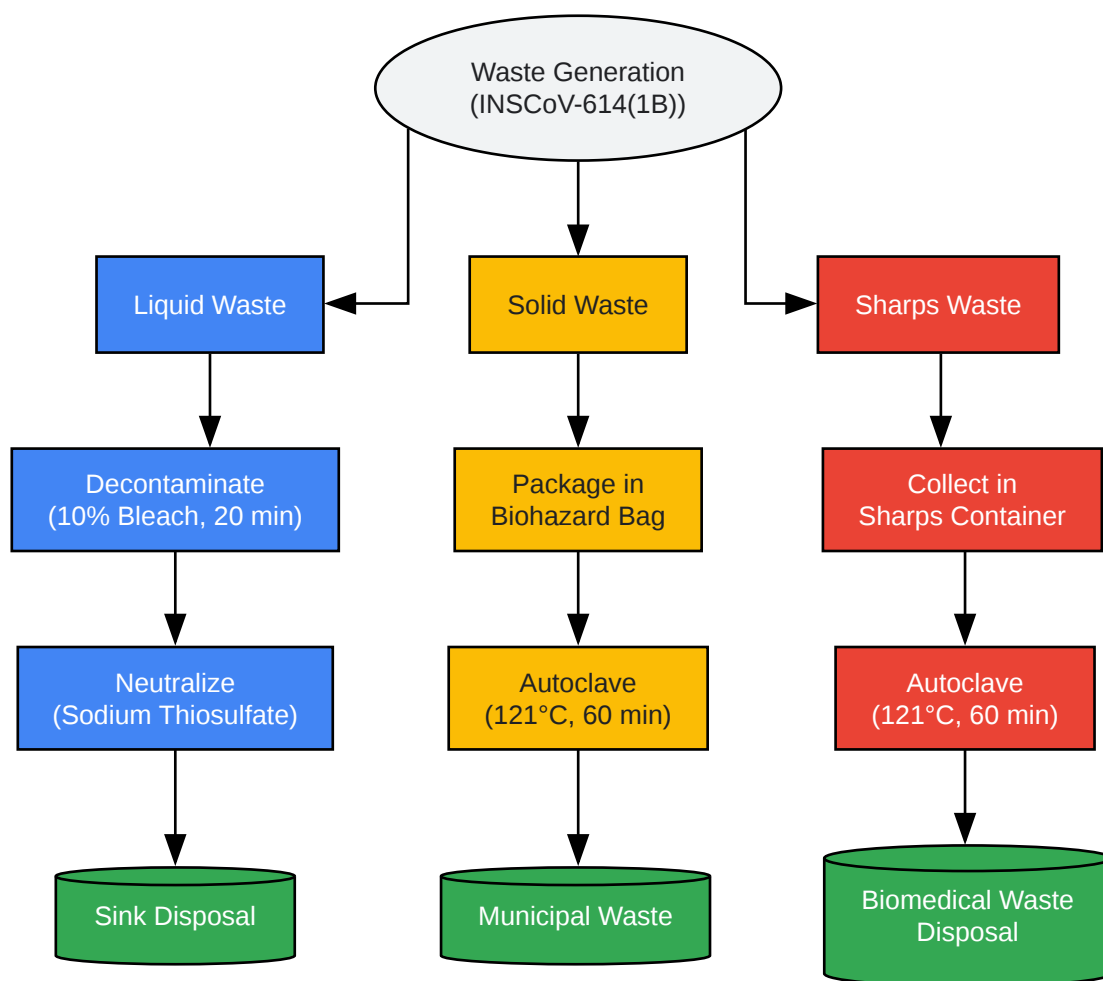 Waste Generation
(INSCoV-614(1B))
Liquid Waste
Solid Waste
Sharps Waste
Decontaminate
(10% Bleach, 20 min)
Package in
Biohazard Bag
Collect in
Sharps Container
Neutralize
(Sodium Thiosulfate)
Autoclave
(121°C, 60 min)
Autoclave
(121°C, 60 min)
Sink Disposal
Municipal Waste
Biomedical Waste
Disposal